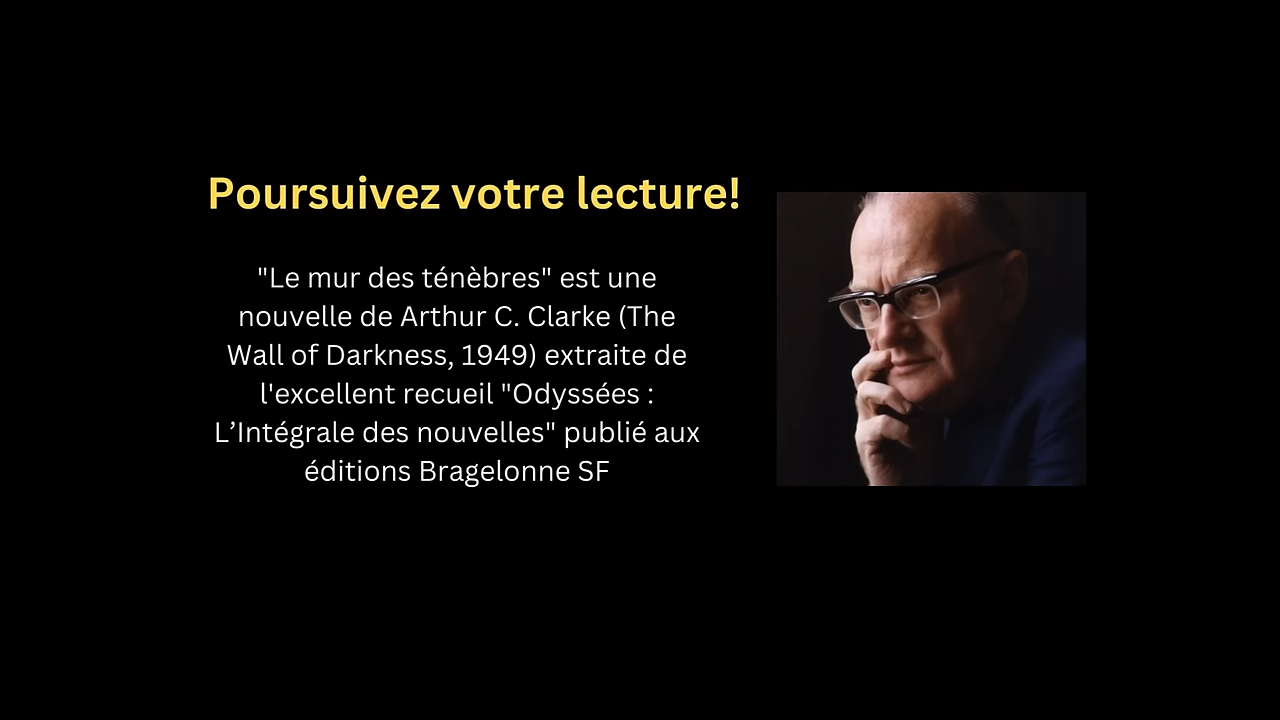 Poursuivez votre lecture!
"Le mur des ténèbres" est une
nouvelle de Arthur C. Clarke (The
Wall of Darkness, 1949) extraite de
l'excellent recueil "Odyssées :
L’Intégrale des nouvelles" publié aux
éditions Bragelonne SF